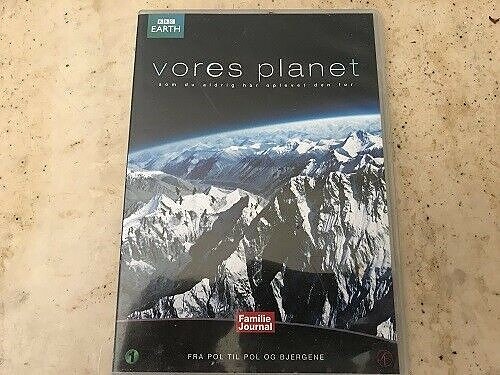 BBC
EARTH
vores planet
som du aldrig har oplevet den før
Familie
Journal
1
FRA POL TIL POL OG BJERGENE